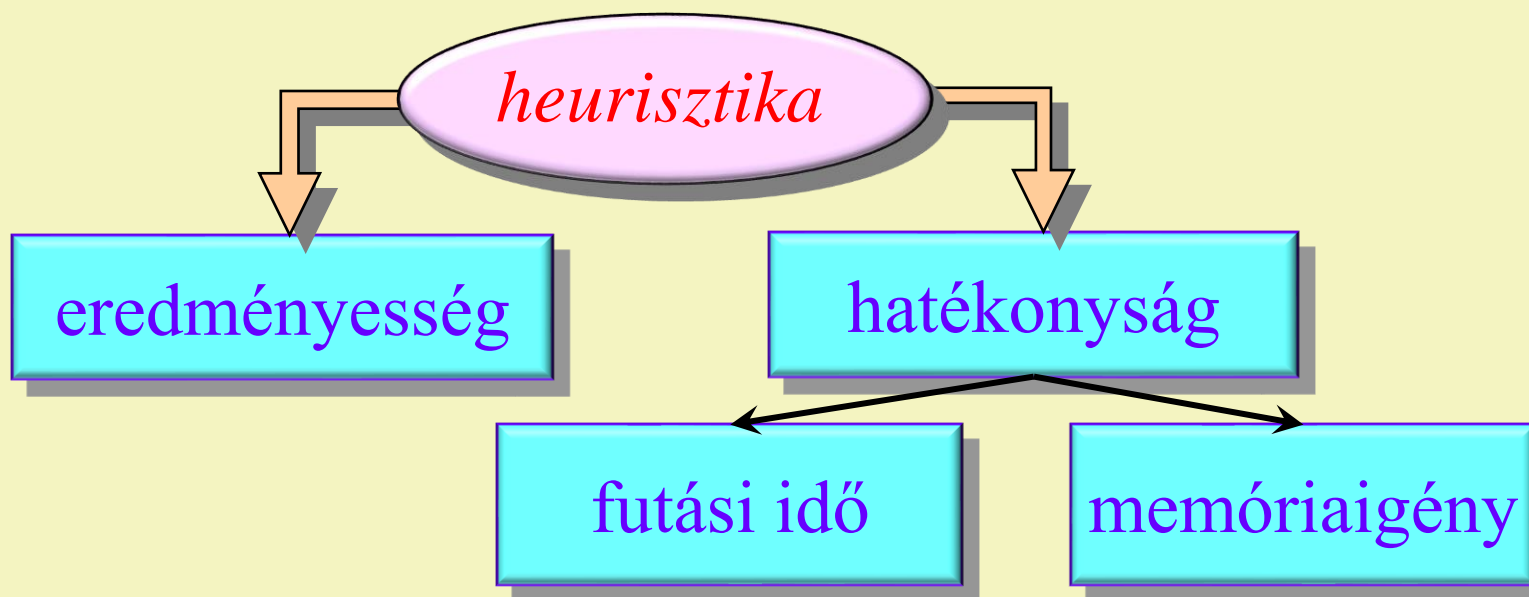 heurisztika
eredményesség
hatékonyság
futási idő
memóriaigény